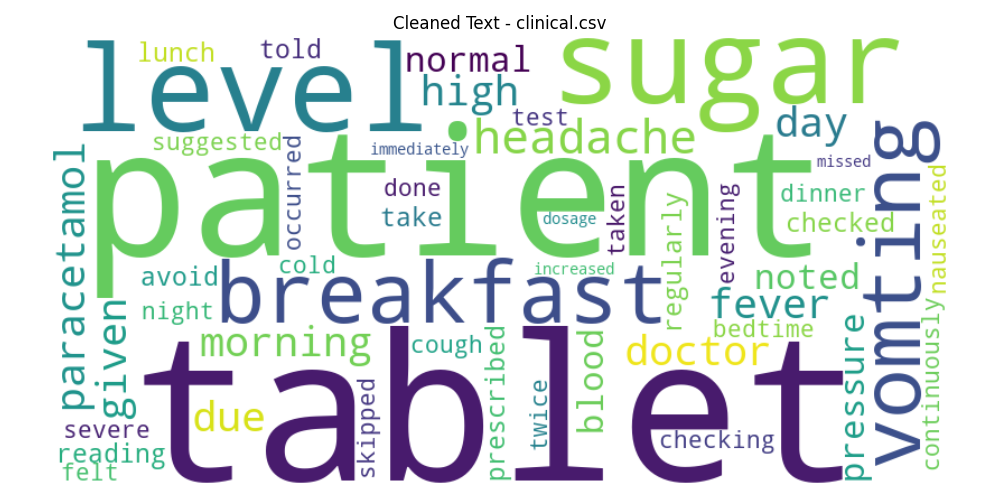 Cleaned Text - clinical.csv
lunch
told
level
normal
high
sugar
test
headache
day
suggested
immediately
missed
patient
occurred
done
take
dosage
taken
evening
dinner
checked
vomting
nauseated
paracetamol
avoid
cold
increased
regularly
noted
breakfast
night
fever
bedtime
given
morning
cough
prescribed
blood
doctor
pressure
continuously
tablet
due
skipped
twice
checking
severe
reading
felt